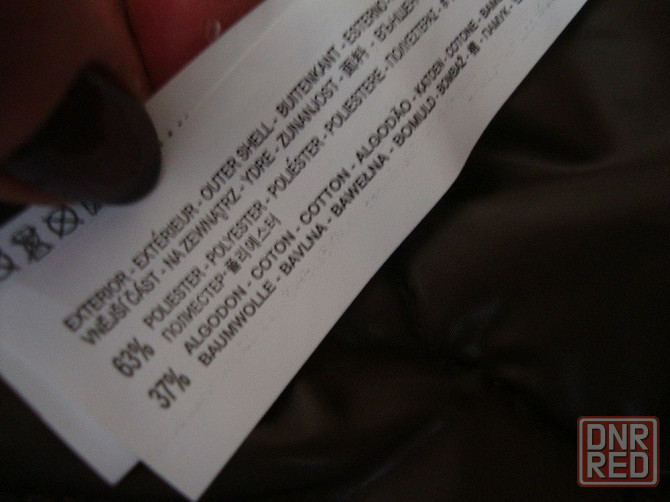 EXTERIOR - EXTÉRIEUR - OUTER SHELL - BUITENKANT - ESTERNO
VNĚJŠÍ ČÁST - NA ZEWNĄTRZ - YDRE - ZUNANJOST - 面料 -
63% POLIESTER - POLYESTER - POLIÉSTER - POLIESTERE -
ПОЛИЕСТЕР-폴리에스터
37% ALGODON - COTON - COTTON - ALGODÃO - KATOEN - COTONE -
BAUMWOLLE - BAVLNA - BAWEŁNA - BOMULD - BOMBAŽ - 棉 - ПАМУК -
DNR
RED